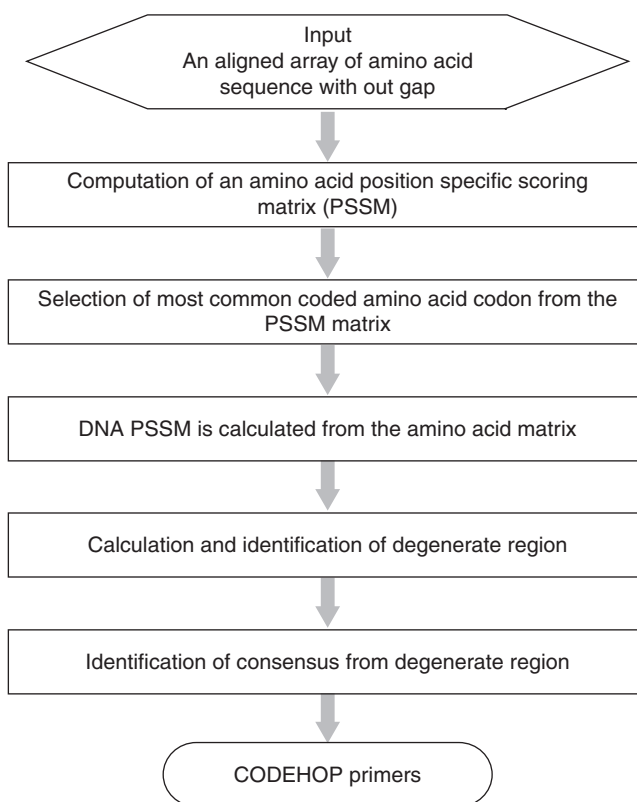 Input
An aligned array of amino acid
sequence with out gap
Computation of an amino acid position specific scoring
matrix (PSSM)
Selection of most common coded amino acid codon from the
PSSM matrix
DNA PSSM is calculated from the amino acid matrix
Calculation and identification of degenerate region
Identification of consensus from degenerate region
CODEHOP primers